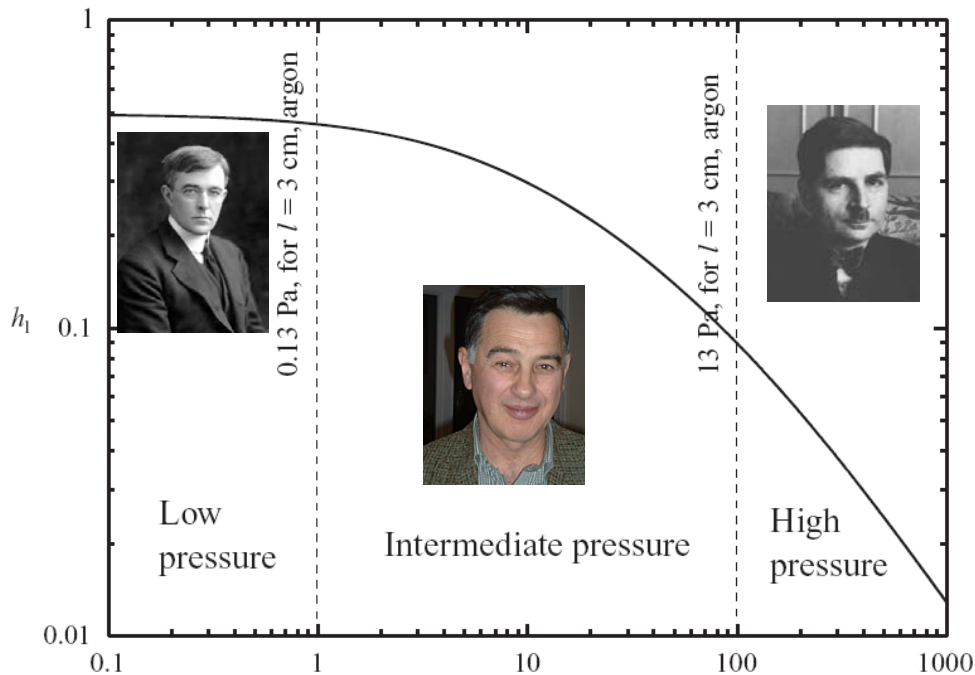 1
0.1
0.01
h₁
0.13 Pa, for l = 3 cm, argon
13 Pa, for l = 3 cm, argon
Low
pressure
Intermediate pressure
High
pressure
0.1
1
10
100
1000